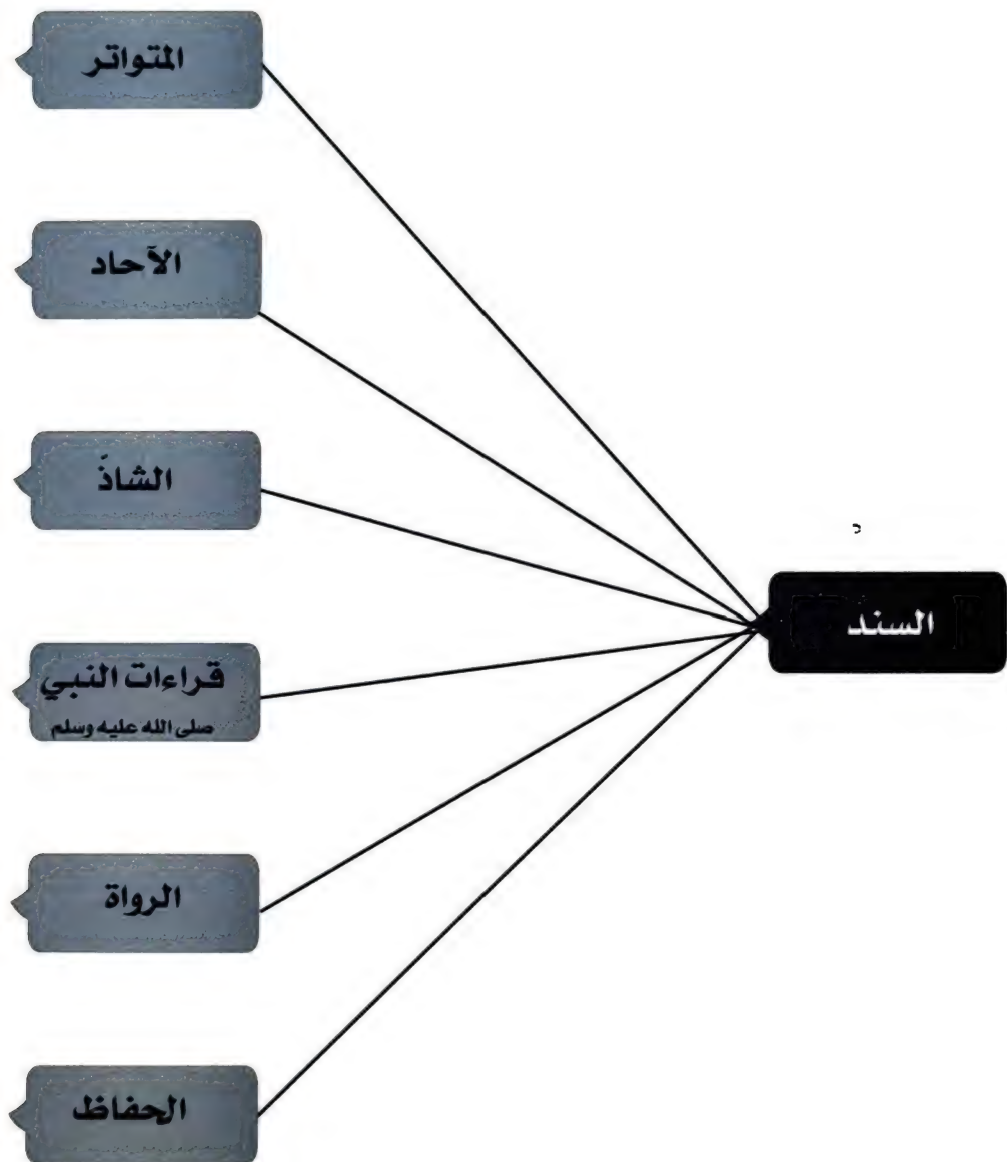 السند
المتواتر
الآحاد
الشاذّ
قراءات النبي
صلى الله عليه وسلم
الرواة
الحفاظ